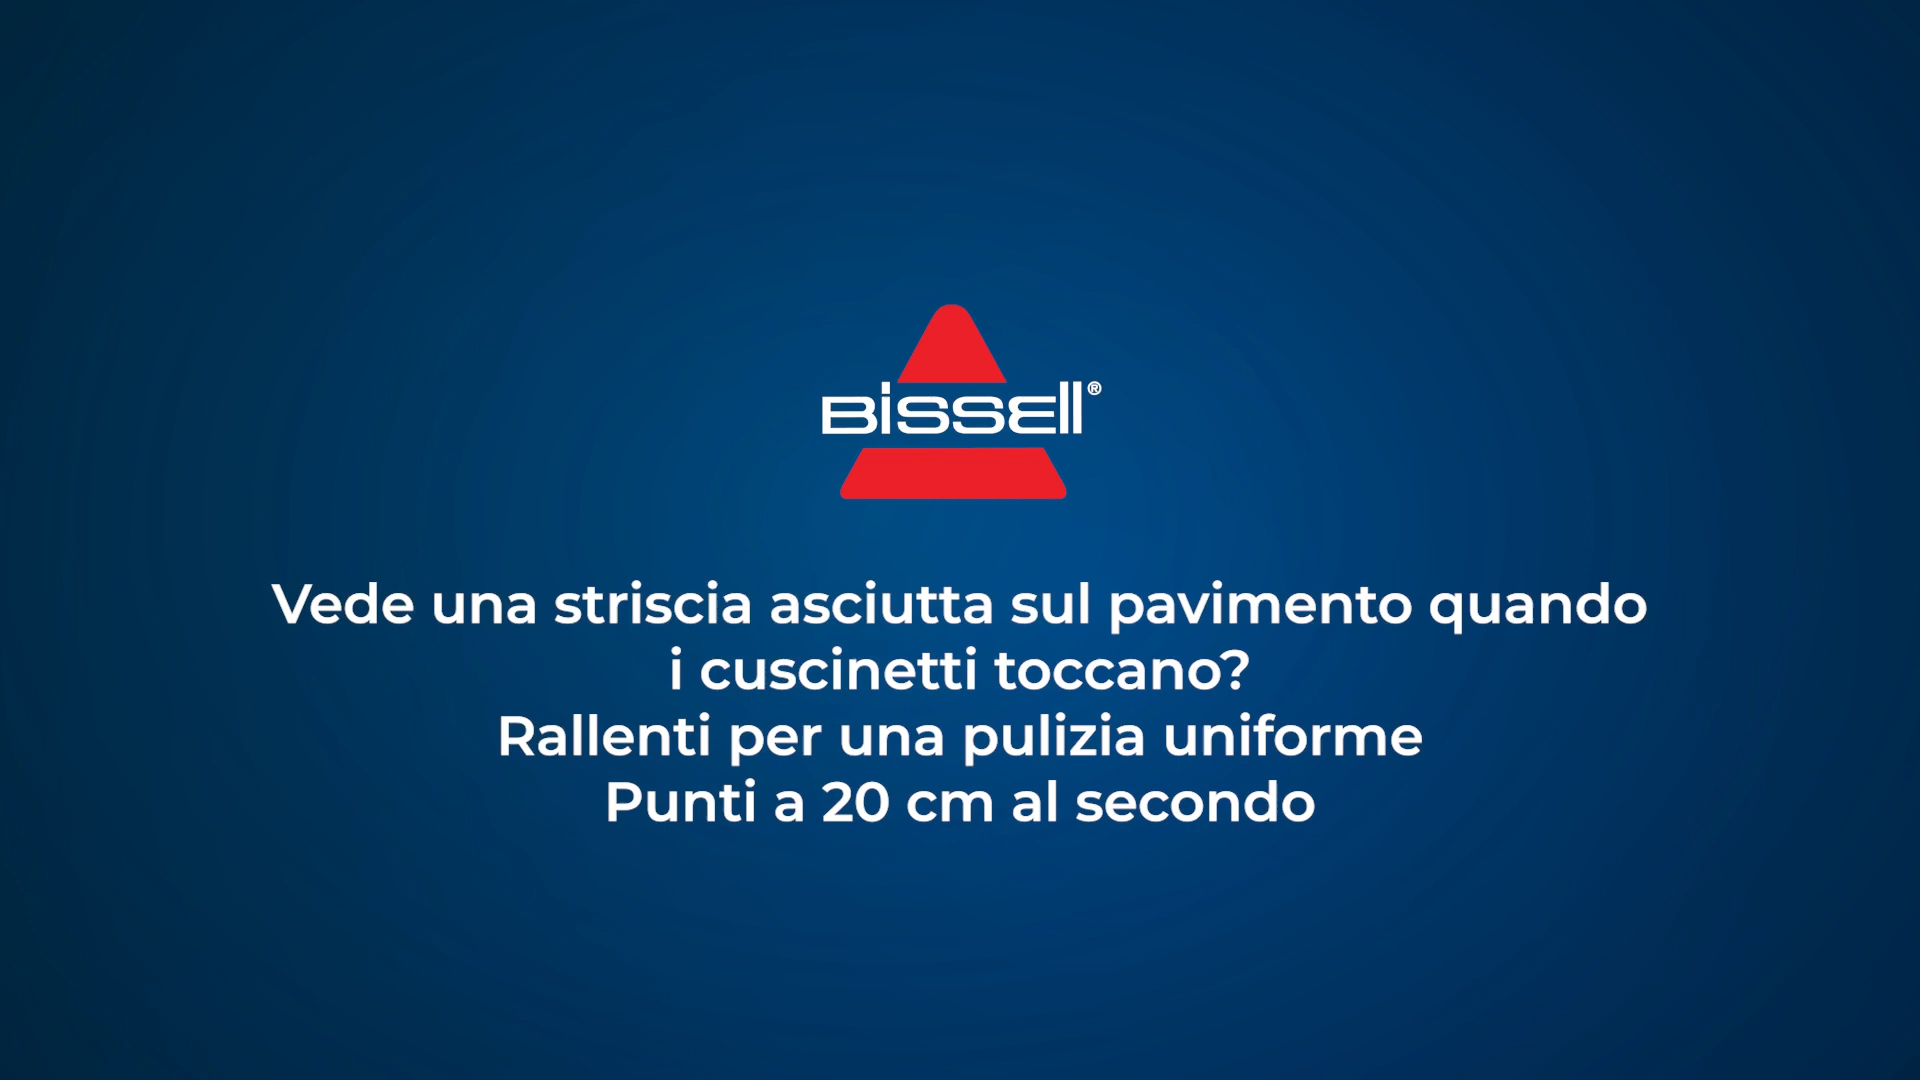 Bissell®
Vede una striscia asciutta sul pavimento quando
i cuscinetti toccano?
Rallenti per una pulizia uniforme
Punti a 20 cm al secondo